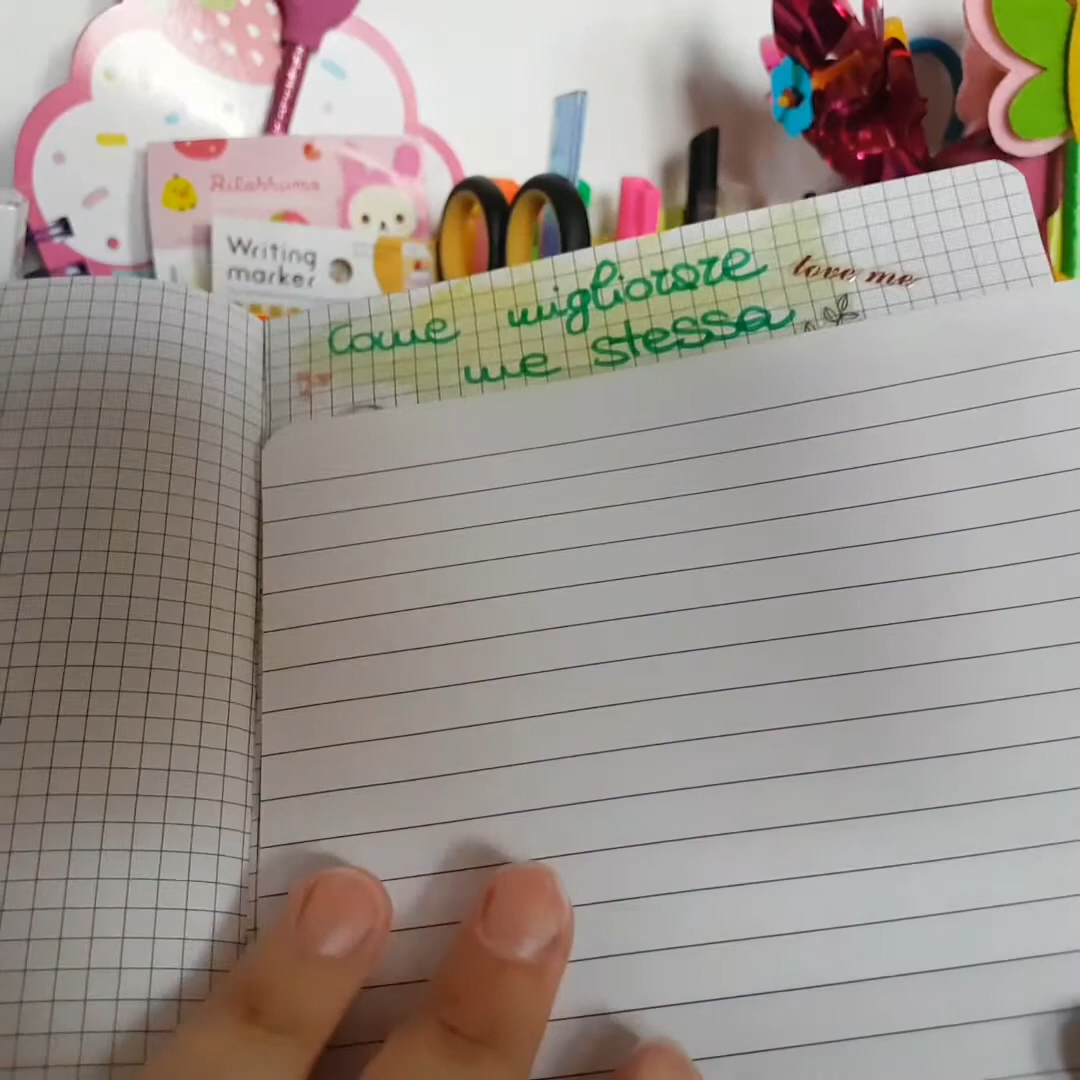 Rilakkuma
Writing
marker
Come migliorare
love me
me stessa